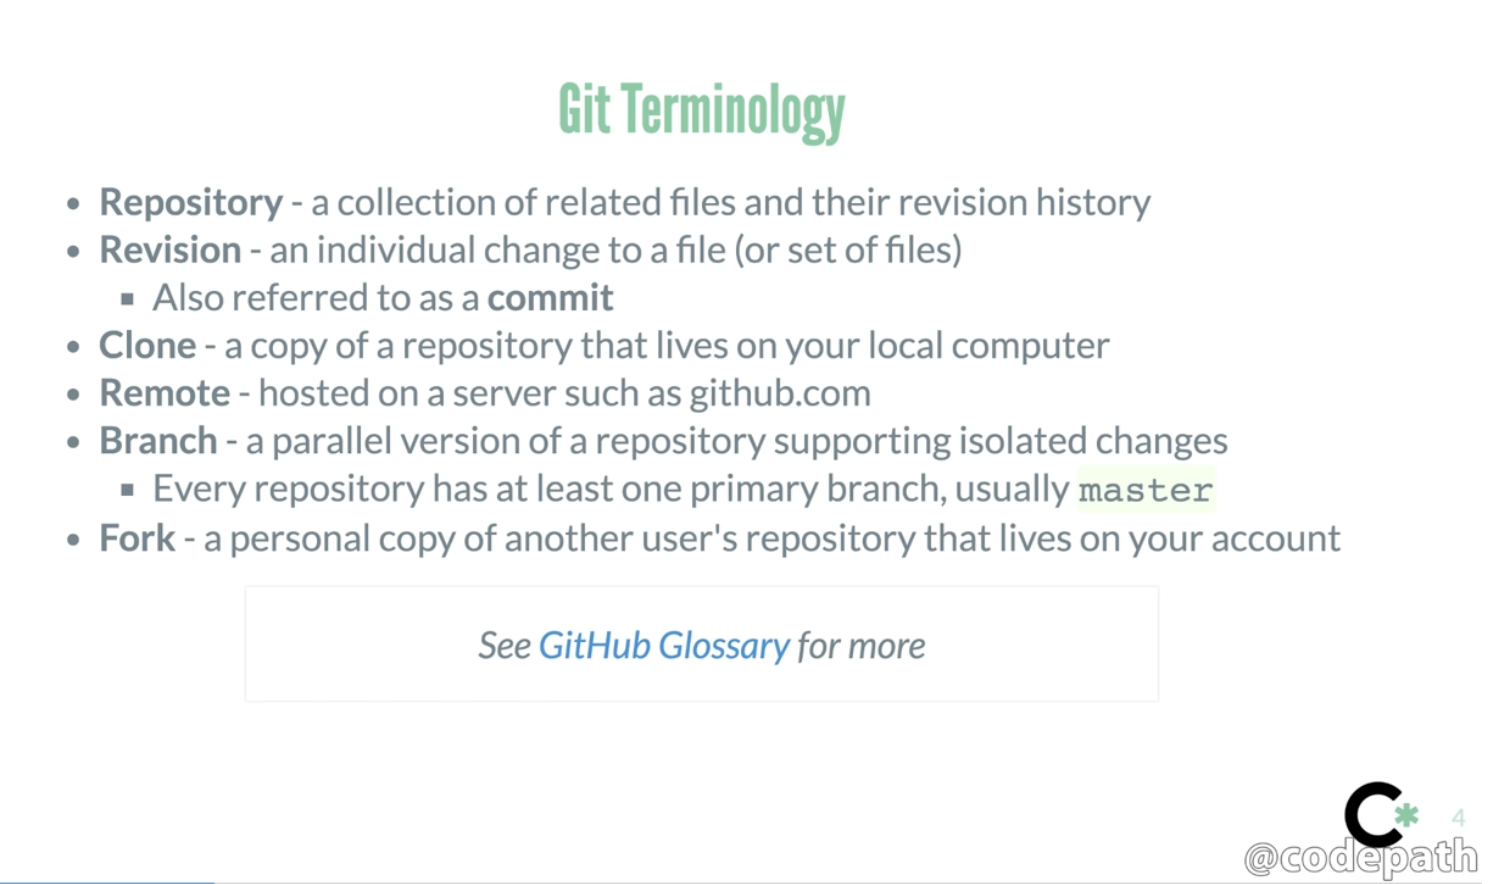 Git Terminology
• Repository - a collection of related files and their revision history
• Revision - an individual change to a file (or set of files)
▪ Also referred to as a commit
• Clone - a copy of a repository that lives on your local computer
• Remote - hosted on a server such as github.com
• Branch - a parallel version of a repository supporting isolated changes
▪ Every repository has at least one primary branch, usually master
• Fork - a personal copy of another user's repository that lives on your account
See GitHub Glossary for more
C* 4
@codepath